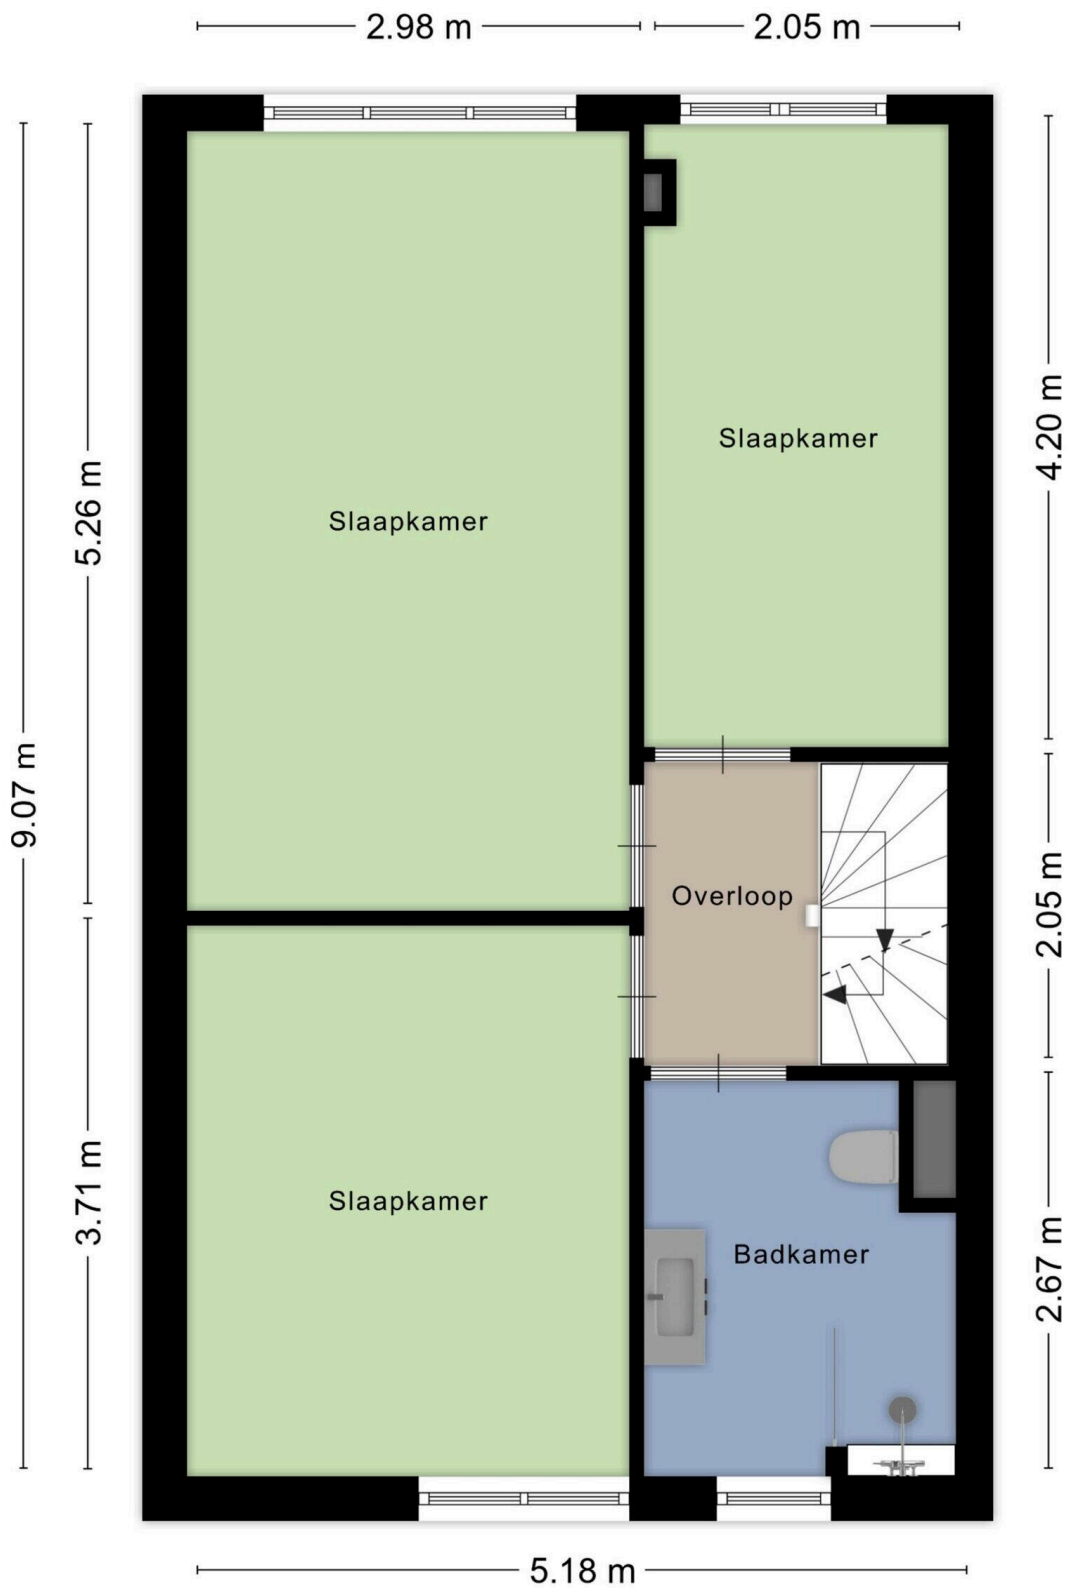 2.98 m
2.05 m
Slaapkamer
4.20 m
Slaapkamer
5.26 m
9.07 m
Overloop
2.05 m
3.71 m
Slaapkamer
Badkamer
2.67 m
5.18 m